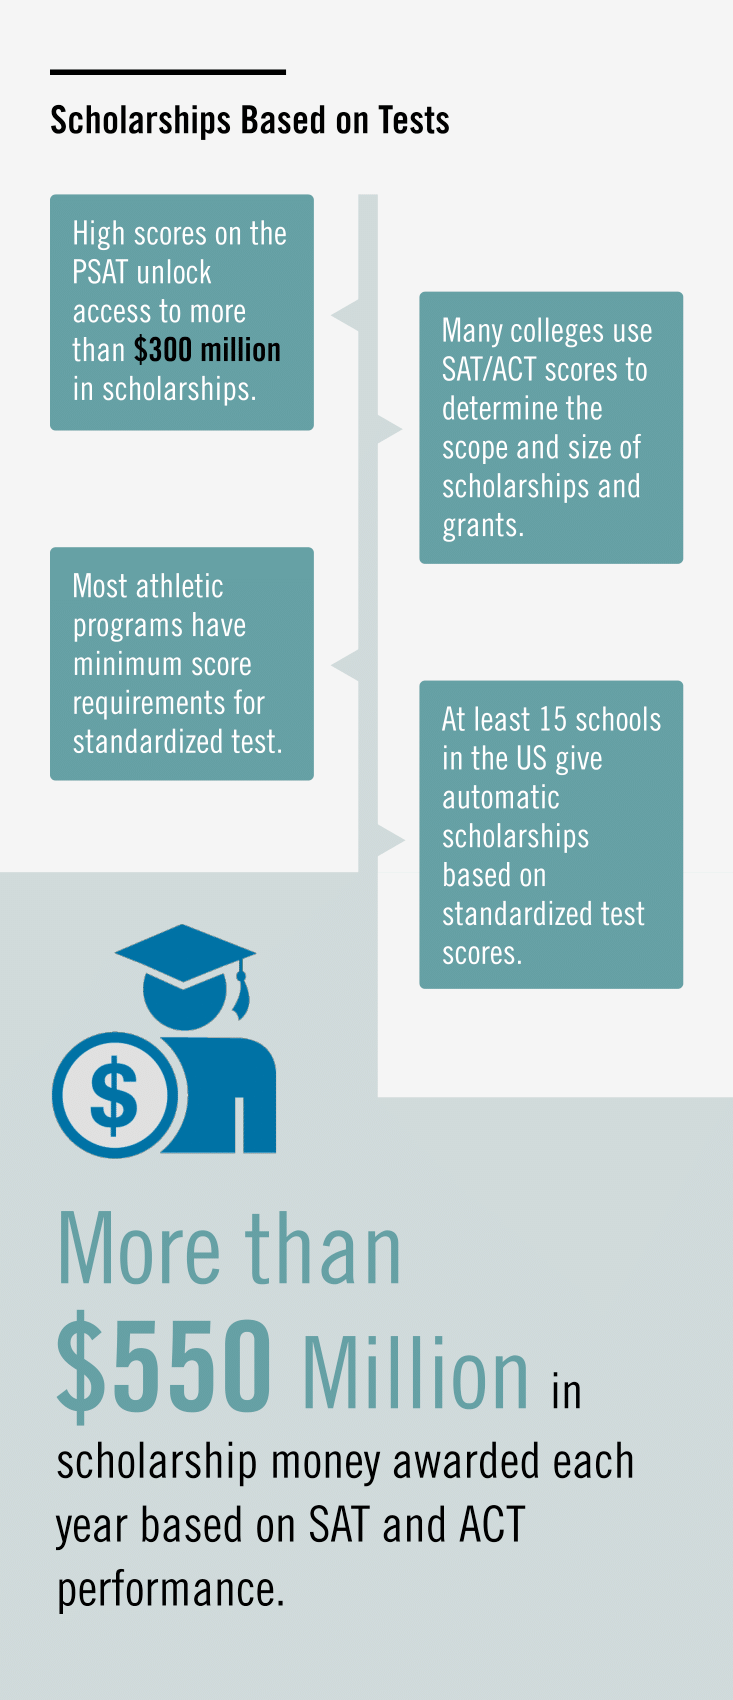 Scholarships Based on Tests
High scores on the
PSAT unlock
access to more
than $300 million
in scholarships.
Many colleges use
SAT/ACT scores to
determine the
scope and size of
scholarships and
grants.
Most athletic
programs have
minimum score
requirements for
standardized test.
At least 15 schools
in the US give
automatic
scholarships
based on
standardized test
scores.
$
More than
$550 Million in
scholarship money awarded each
year based on SAT and ACT
performance.